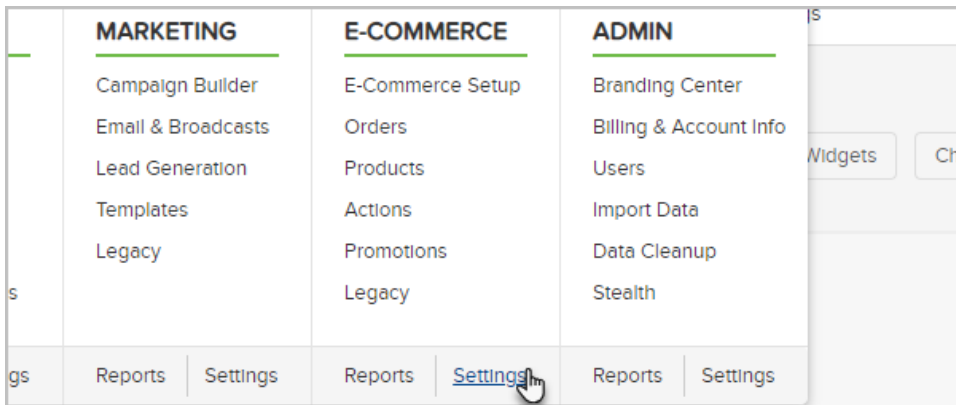 MARKETING
Campaign Builder
Email & Broadcasts
Lead Generation
Templates
Legacy
Reports
Settings
E-COMMERCE
E-Commerce Setup
Orders
Products
Actions
Promotions
Legacy
Reports
Settings
ADMIN
Branding Center
Billing & Account Info
Users
Import Data
Data Cleanup
Stealth
Reports
Settings
Widgets